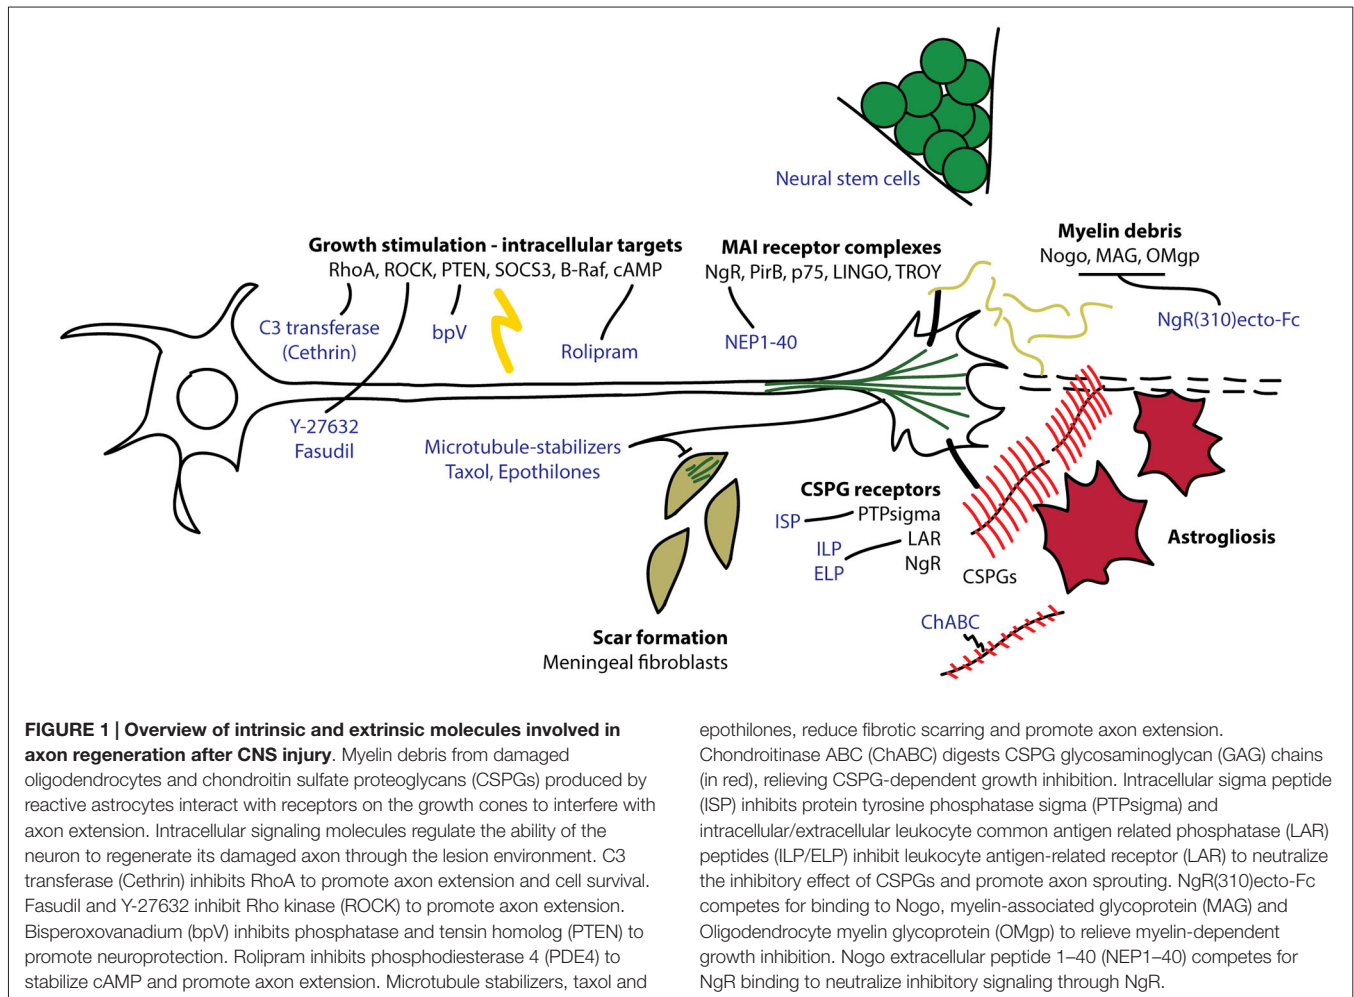 Neural stem cells
Growth stimulation - intracellular targets
RhoA, ROCK, PTEN, SOCS3, B-Raf, cAMP
C3 transferase
(Cethrin)
bpV
Rolipram
Y-27632
Fasudil
MAI receptor complexes
NgR, PirB, p75, LINGO, TROY
NEP1-40
Myelin debris
Nogo, MAG, OMgp
NgR(310)ecto-Fc
Microtubule-stabilizers
Taxol, Epothilones
CSPG receptors
PTPsigma
ISP
LAR
NgR
ILP
ELP
CSPGs
Astrogliosis
ChABC
Scar formation
Meningeal fibroblasts
FIGURE 1 | Overview of intrinsic and extrinsic molecules involved in
axon regeneration after CNS injury. Myelin debris from damaged
oligodendrocytes and chondroitin sulfate proteoglycans (CSPGs) produced by
reactive astrocytes interact with receptors on the growth cones to interfere with
axon extension. Intracellular signaling molecules regulate the ability of the
neuron to regenerate its damaged axon through the lesion environment. C3
transferase (Cethrin) inhibits RhoA to promote axon extension and cell survival.
Fasudil and Y-27632 inhibit Rho kinase (ROCK) to promote axon extension.
Bisperoxovanadium (bpV) inhibits phosphatase and tensin homolog (PTEN) to
promote neuroprotection. Rolipram inhibits phosphodiesterase 4 (PDE4) to
stabilize cAMP and promote axon extension. Microtubule stabilizers, taxol and
epothilones, reduce fibrotic scarring and promote axon extension.
Chondroitinase ABC (ChABC) digests CSPG glycosaminoglycan (GAG) chains
(in red), relieving CSPG-dependent growth inhibition. Intracellular sigma peptide
(ISP) inhibits protein tyrosine phosphatase sigma (PTPsigma) and
intracellular/extracellular leukocyte common antigen related phosphatase (LAR)
peptides (ILP/ELP) inhibit leukocyte antigen-related receptor (LAR) to neutralize
the inhibitory effect of CSPGs and promote axon sprouting. NgR(310)ecto-Fc
competes for binding to Nogo, myelin-associated glycoprotein (MAG) and
Oligodendrocyte myelin glycoprotein (OMgp) to relieve myelin-dependent
growth inhibition. Nogo extracellular peptide 1–40 (NEP1–40) competes for
NgR binding to neutralize inhibitory signaling through NgR.